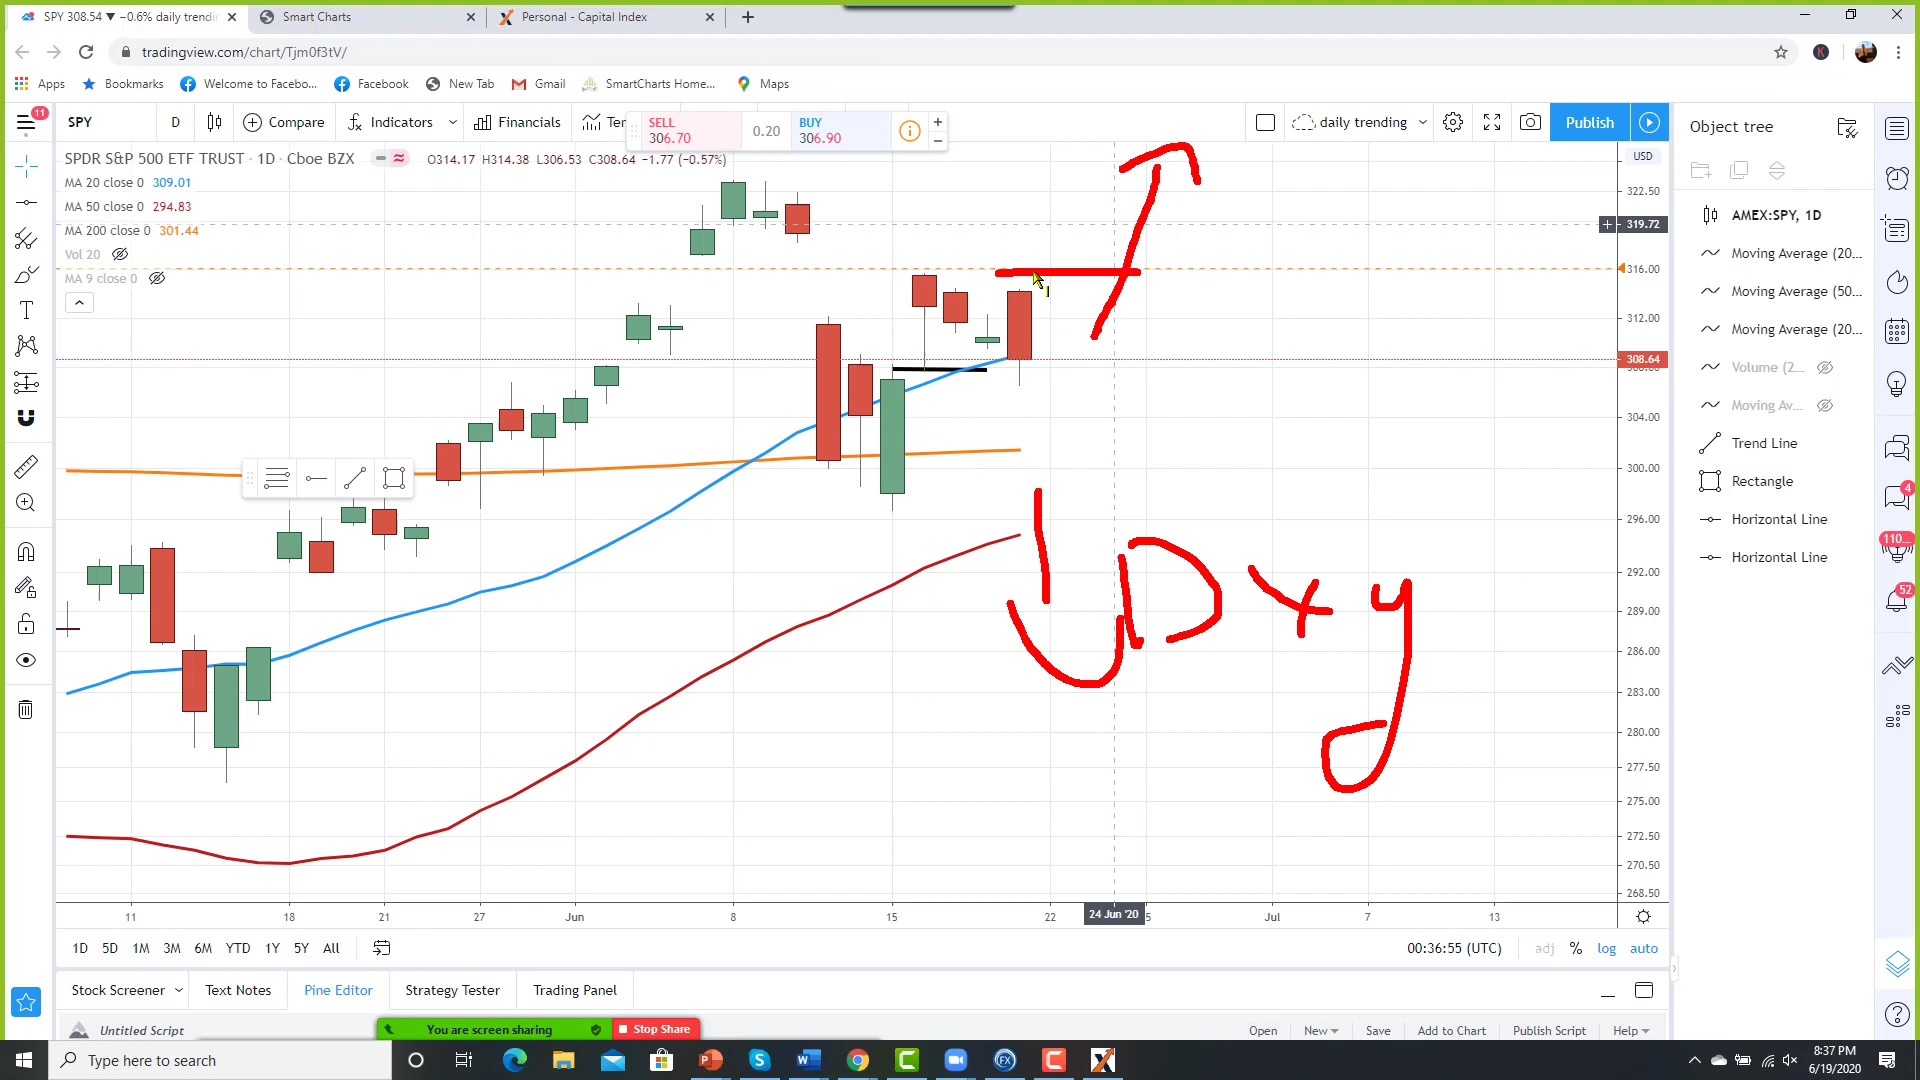 SPY 308.54 ▼ −0.6% daily trendi
Smart Charts
Personal - Capital Index
tradingview.com/chart/Tjm0f3tV/
Apps Bookmarks Welcome to Facebo... Facebook New Tab Gmail SmartCharts Home... Maps
11
SPY D Compare Indicators Financials Ter
SELL
306.70
0.20
BUY
306.90
daily trending
Publish
Object tree
SPDR S&P 500 ETF TRUST · 1D · Cboe BZX O314.17 H314.38 L306.53 C308.64 −1.77 (−0.57%)
MA 20 close 0 309.01
MA 50 close 0 294.83
MA 200 close 0 301.44
Vol 20
MA 9 close 0
USD
322.50
319.72
316.00
312.00
308.64
304.00
300.00
296.00
292.00
289.00
286.00
283.00
280.00
277.50
275.00
272.50
270.50
268.50
AMEX:SPY, 1D
Moving Average (20...
Moving Average (50...
Moving Average (20...
Volume (2...
Moving Av...
Trend Line
Rectangle
Horizontal Line
Horizontal Line
4
110...
52
Dxy
11 18 21 27 Jun 8 15 22 24 Jun '20 5 Jul 7 13
1D 5D 1M 3M 6M YTD 1Y 5Y All
00:36:55 (UTC) adj % log auto
Stock Screener Text Notes Pine Editor Strategy Tester Trading Panel
Untitled Script
You are screen sharing Stop Share
Open New Save Add to Chart Publish Script Help
Type here to search
8:37 PM
6/19/2020